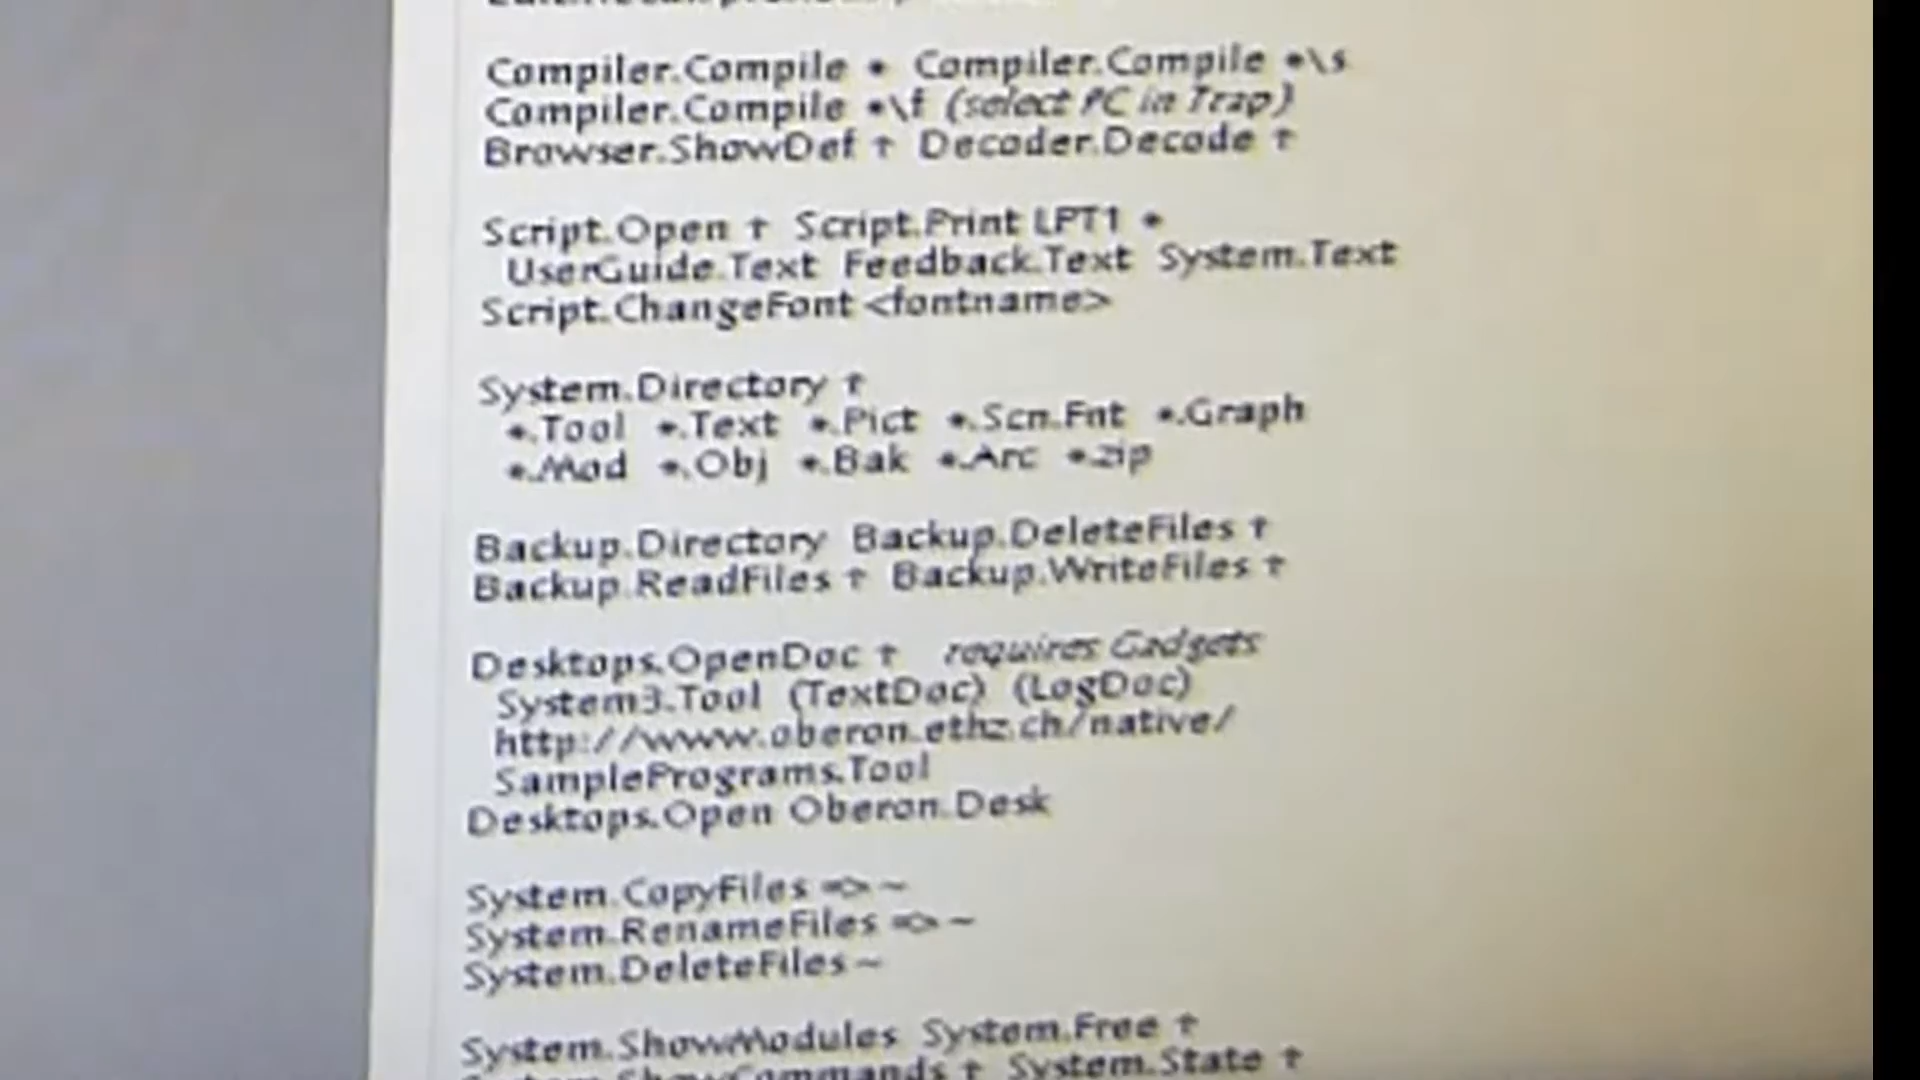 Compiler.Compile *  Compiler.Compile *\s
Compiler.Compile *\f (select PC in Trap)
Browser.ShowDef ↑  Decoder.Decode ↑
Script.Open ↑  Script.Print LPT1 *
UserGuide.Text  Feedback.Text  System.Text
Script.ChangeFont <fontname>
System.Directory ↑
*.Tool  *.Text  *.Pict  *.Scn.Fnt  *.Graph
*.Mod  *.Obj  *.Bak  *.Arc  *.zip
Backup.Directory  Backup.DeleteFiles ↑
Backup.ReadFiles ↑  Backup.WriteFiles ↑
Desktops.OpenDoc ↑  requires Gadgets
System3.Tool  (TextDoc)  (LogDoc)
http://www.oberon.ethz.ch/native/
SamplePrograms.Tool
Desktops.Open Oberon.Desk
System.CopyFiles => ~
System.RenameFiles => ~
System.DeleteFiles ~
System.ShowModules  System.Free ↑
System.ShowCommands ↑  System.State ↑